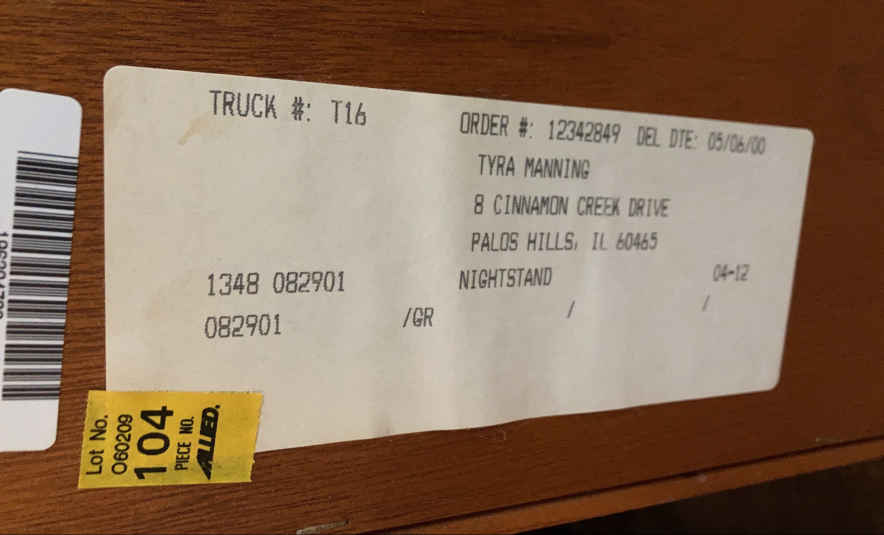 TRUCK #: T16
ORDER #: 12342849 DEL DTE: 05/06/00
TYRA MANNING
8 CINNAMON CREEK DRIVE
PALOS HILLS, IL 60465
1348 082901 NIGHTSTAND 04-12
082901 /GR / /
Lot No.
060209
104
PIECE NO.
ALLIED.